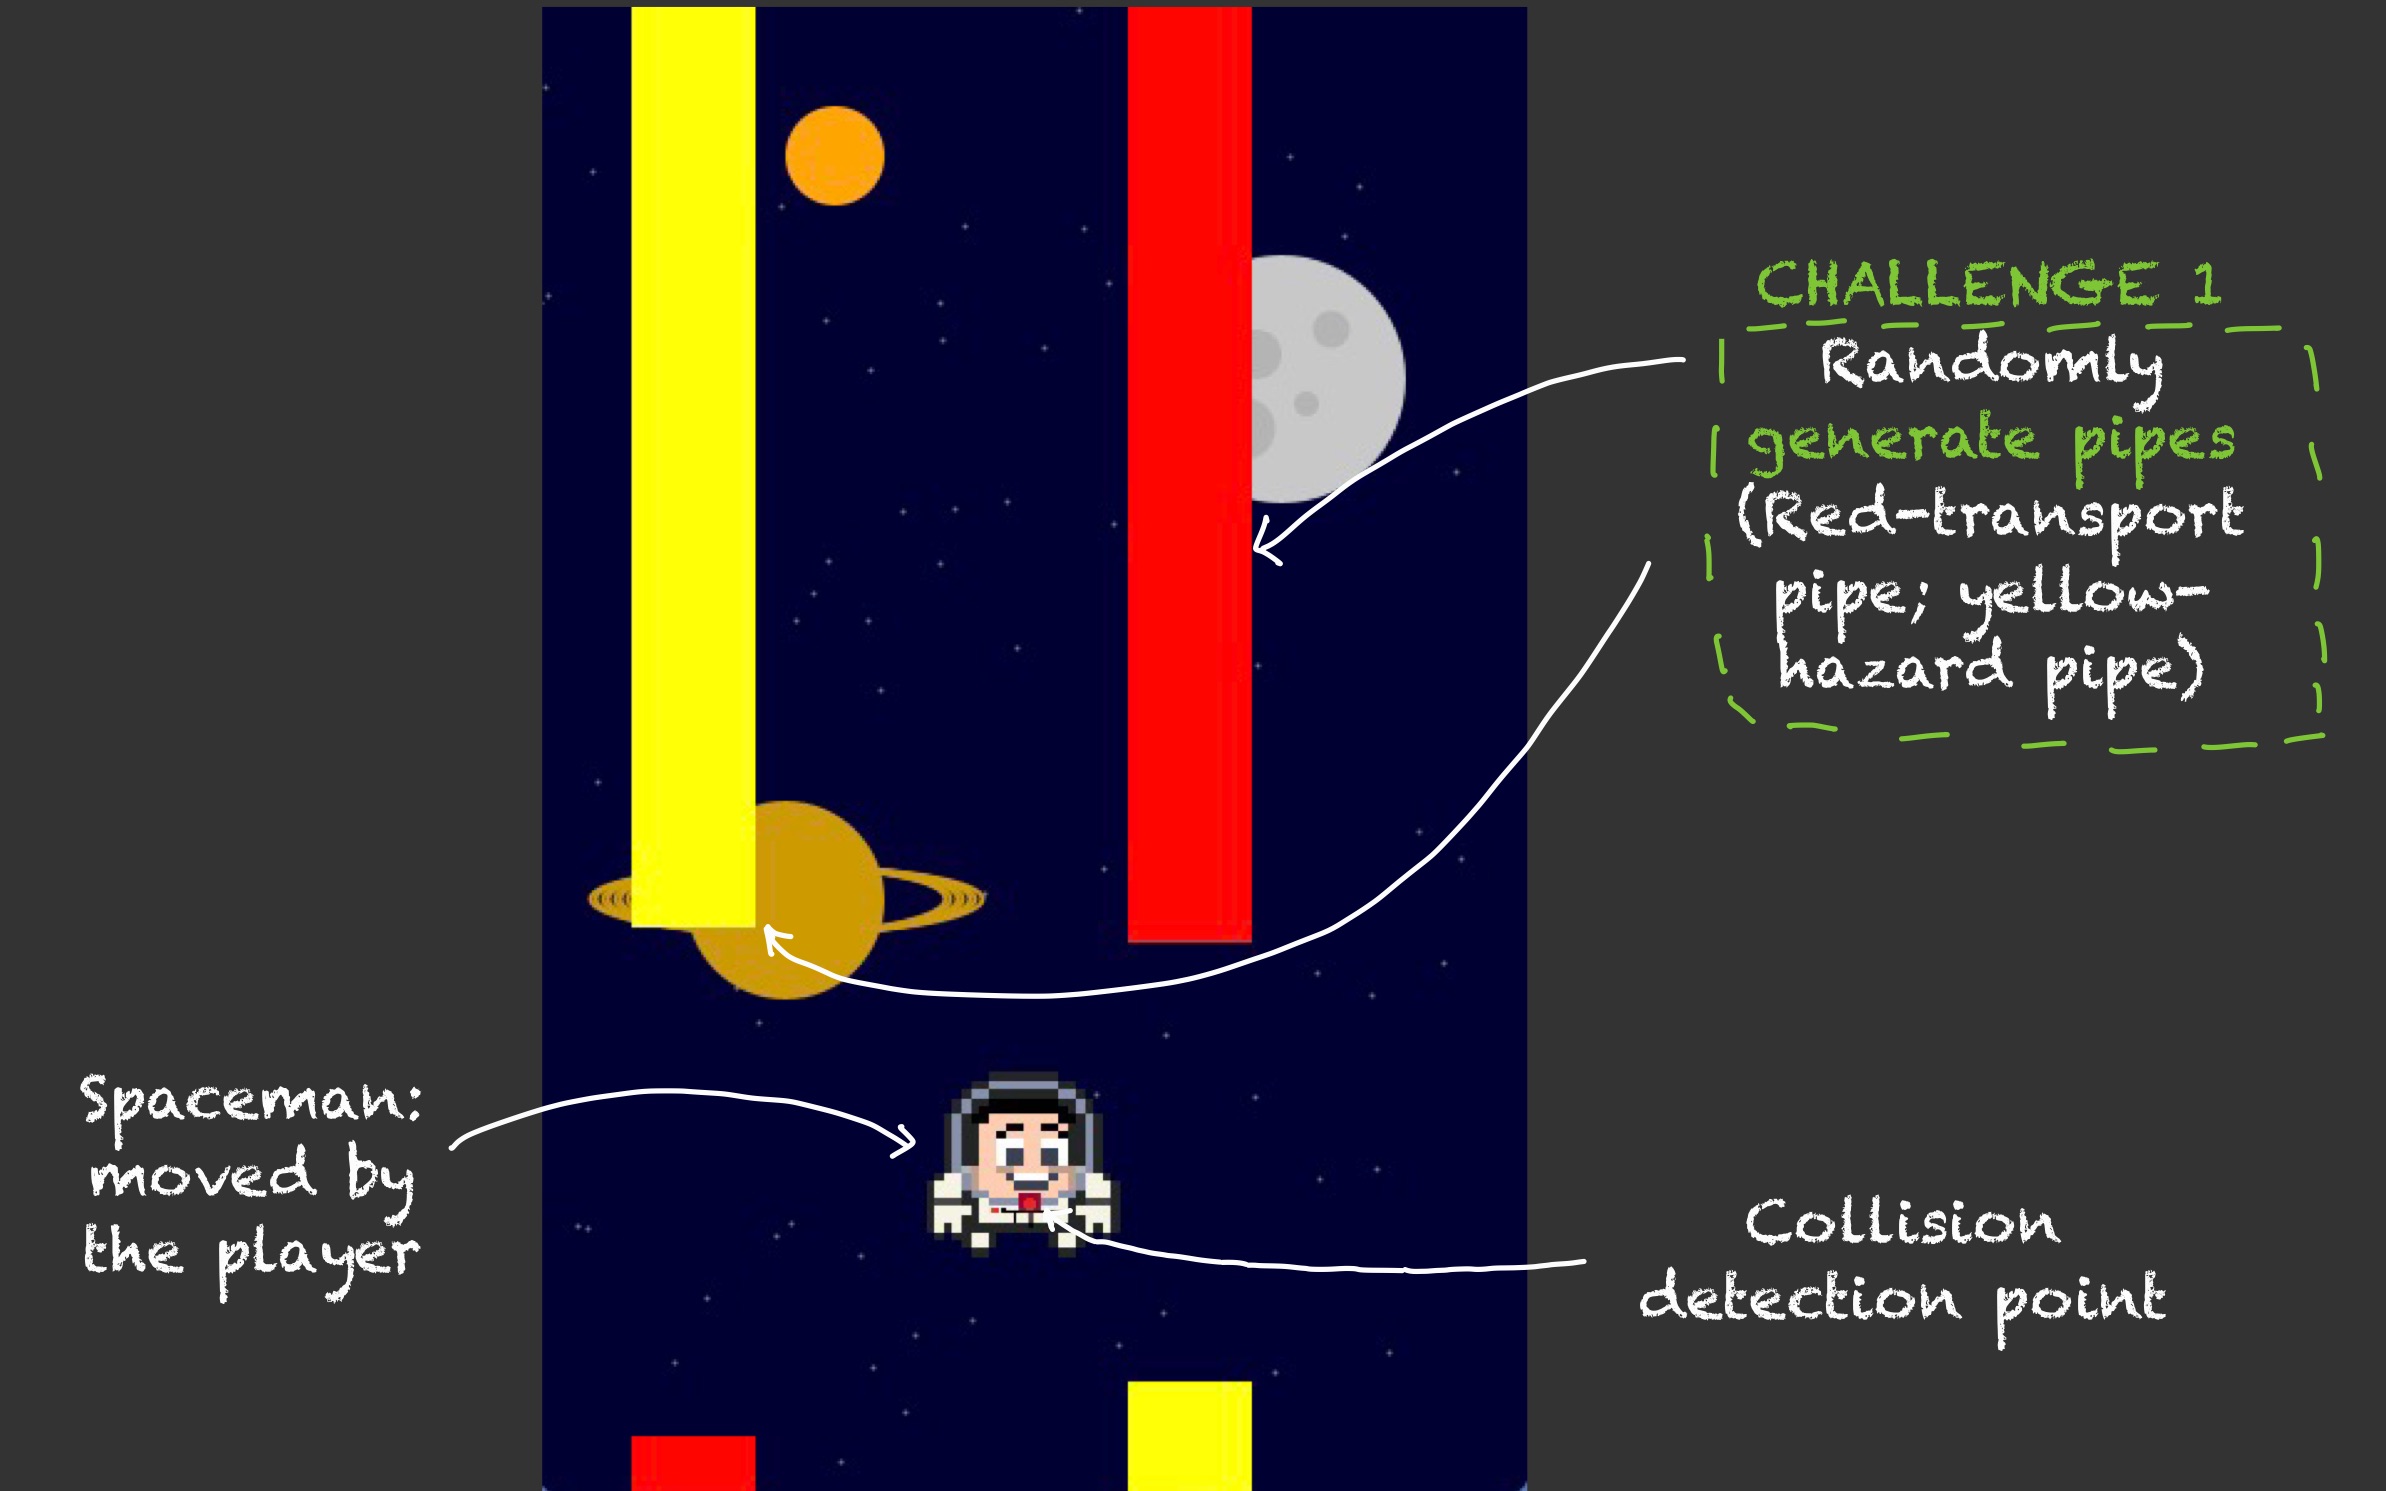 CHALLENGE 1
Randomly
generate pipes
(Red-transport
pipe; yellow-
hazard pipe)
Spaceman:
moved by
the player
Collision
detection point